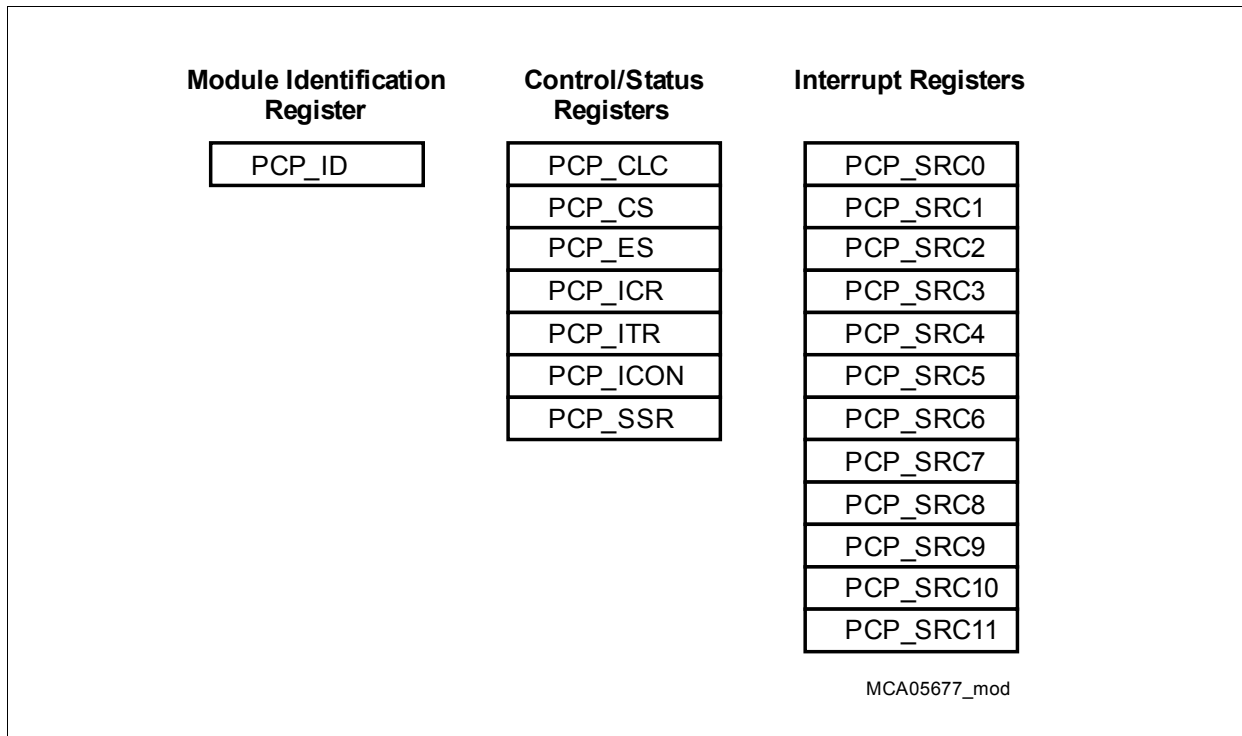 Module Identification
Register
PCP_ID
Control/Status
Registers
PCP_CLC
PCP_CS
PCP_ES
PCP_ICR
PCP_ITR
PCP_ICON
PCP_SSR
Interrupt Registers
PCP_SRC0
PCP_SRC1
PCP_SRC2
PCP_SRC3
PCP_SRC4
PCP_SRC5
PCP_SRC6
PCP_SRC7
PCP_SRC8
PCP_SRC9
PCP_SRC10
PCP_SRC11
MCA05677_mod